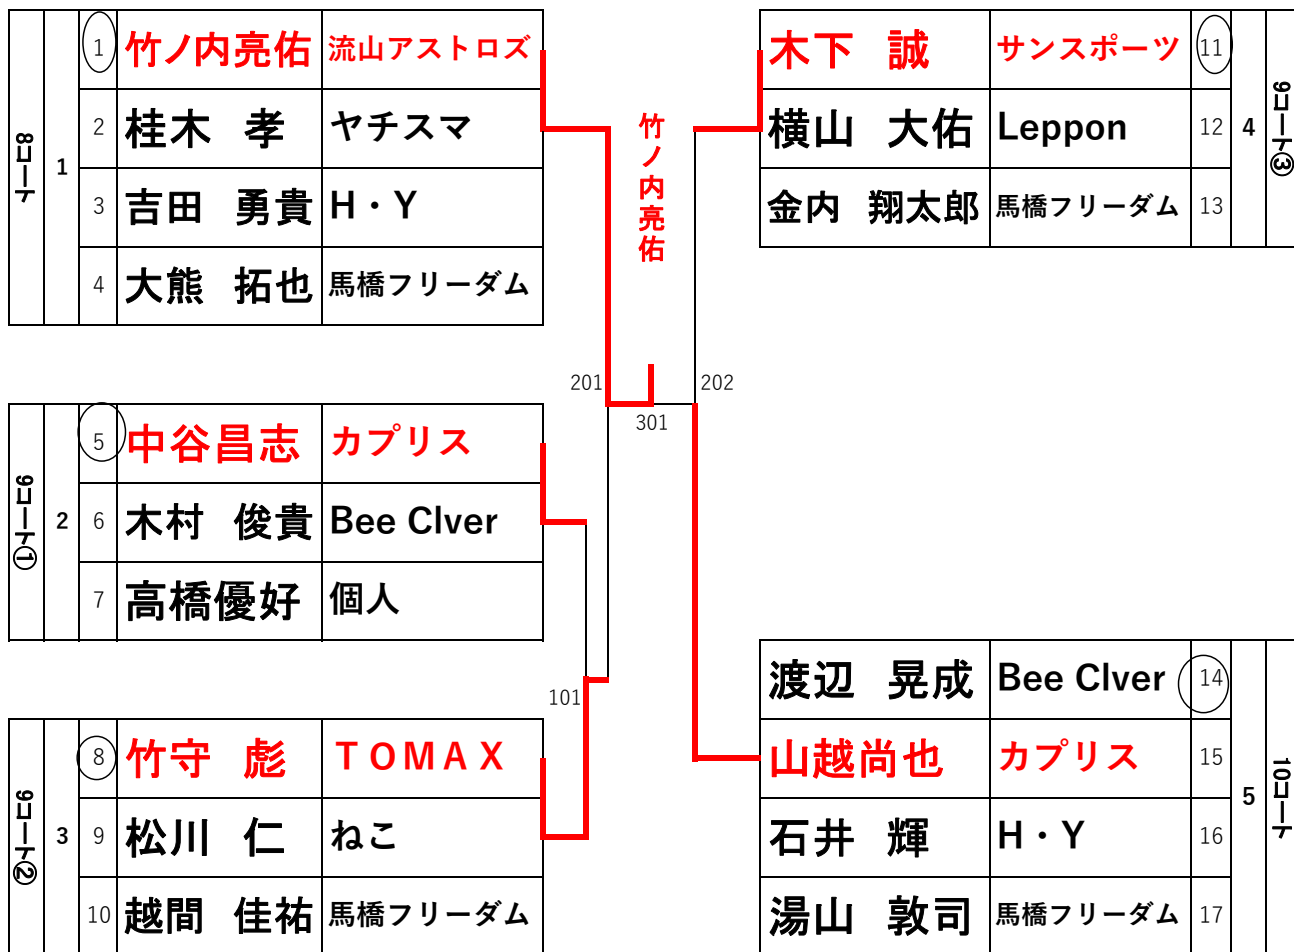 8コート
1
1 竹ノ内亮佑 流山アストロズ
2 桂木 孝 ヤチスマ
3 吉田 勇貴 H・Y
4 大熊 拓也 馬橋フリーダム
9コート①
2
5 中谷昌志 カプリス
6 木村 俊貴 Bee Clver
7 高橋優好 個人
9コート②
3
8 竹守 彪 ＴＯＭＡＸ
9 松川 仁 ねこ
10 越間 佳祐 馬橋フリーダム
竹ノ内亮佑
201
202
301
101
木下 誠 サンスポーツ 11
横山 大佑 Leppon 12
金内 翔太郎 馬橋フリーダム 13
4
9コート③
渡辺 晃成 Bee Clver 14
山越尚也 カプリス 15
石井 輝 H・Y 16
湯山 敦司 馬橋フリーダム 17
5
10コート